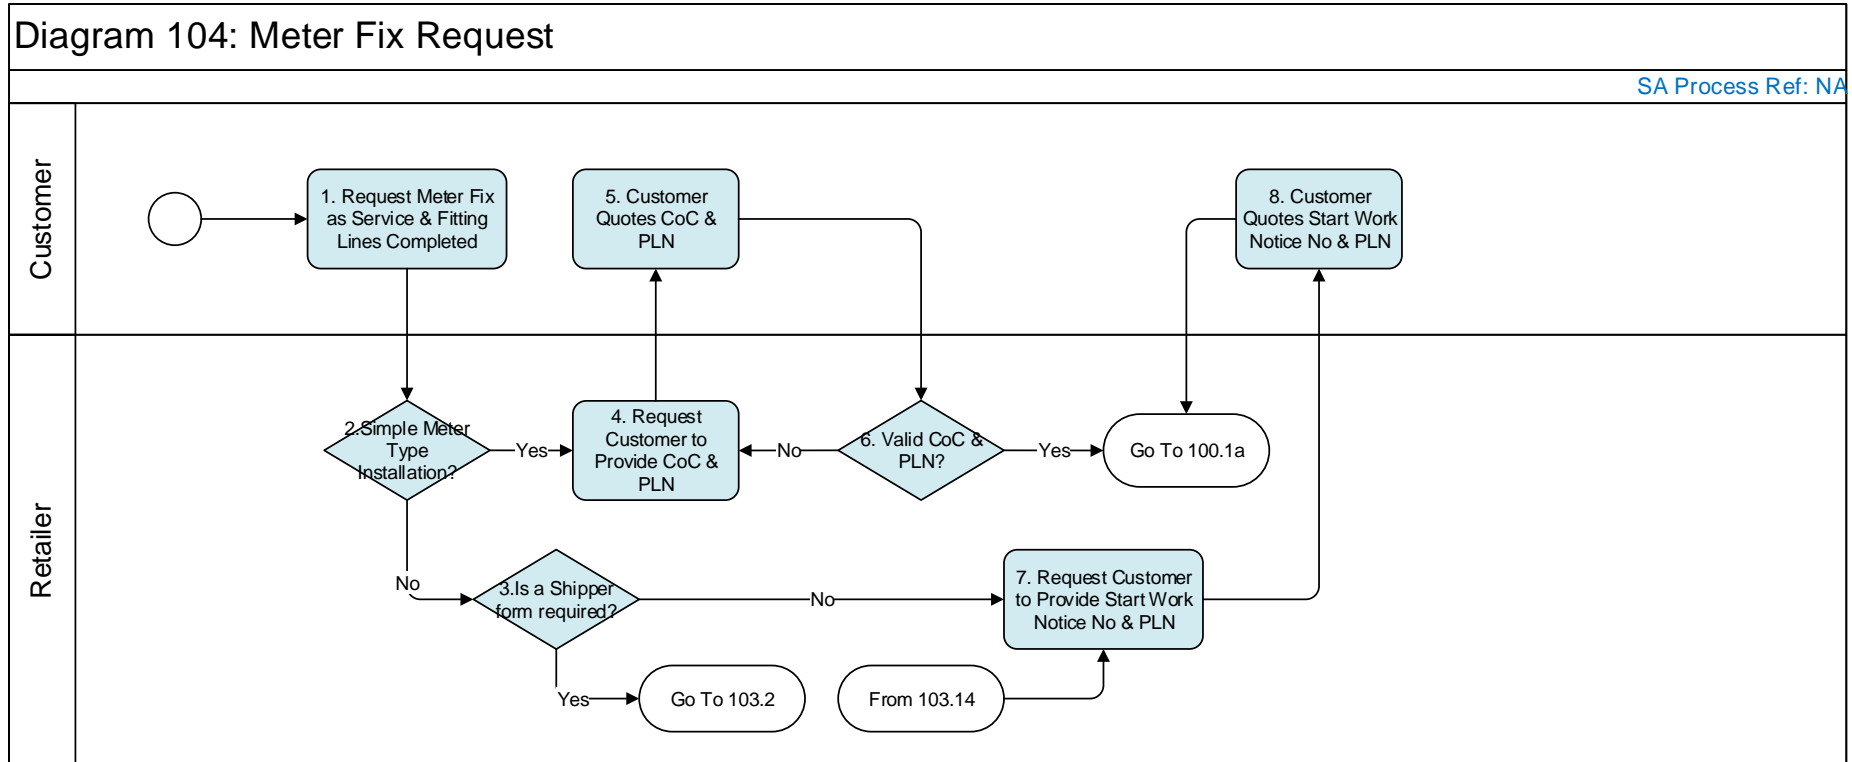 Diagram 104: Meter Fix Request
SA Process Ref: NA
Customer
1. Request Meter Fix
as Service & Fitting
Lines Completed
5. Customer
Quotes CoC &
PLN
8. Customer
Quotes Start Work
Notice No & PLN
Retailer
2.Simple Meter
Type
Installation?
Yes
4. Request
Customer to
Provide CoC &
PLN
No
6. Valid CoC &
PLN?
Yes
Go To 100.1a
No
3.Is a Shipper
form required?
No
7. Request Customer
to Provide Start Work
Notice No & PLN
Yes
Go To 103.2
From 103.14